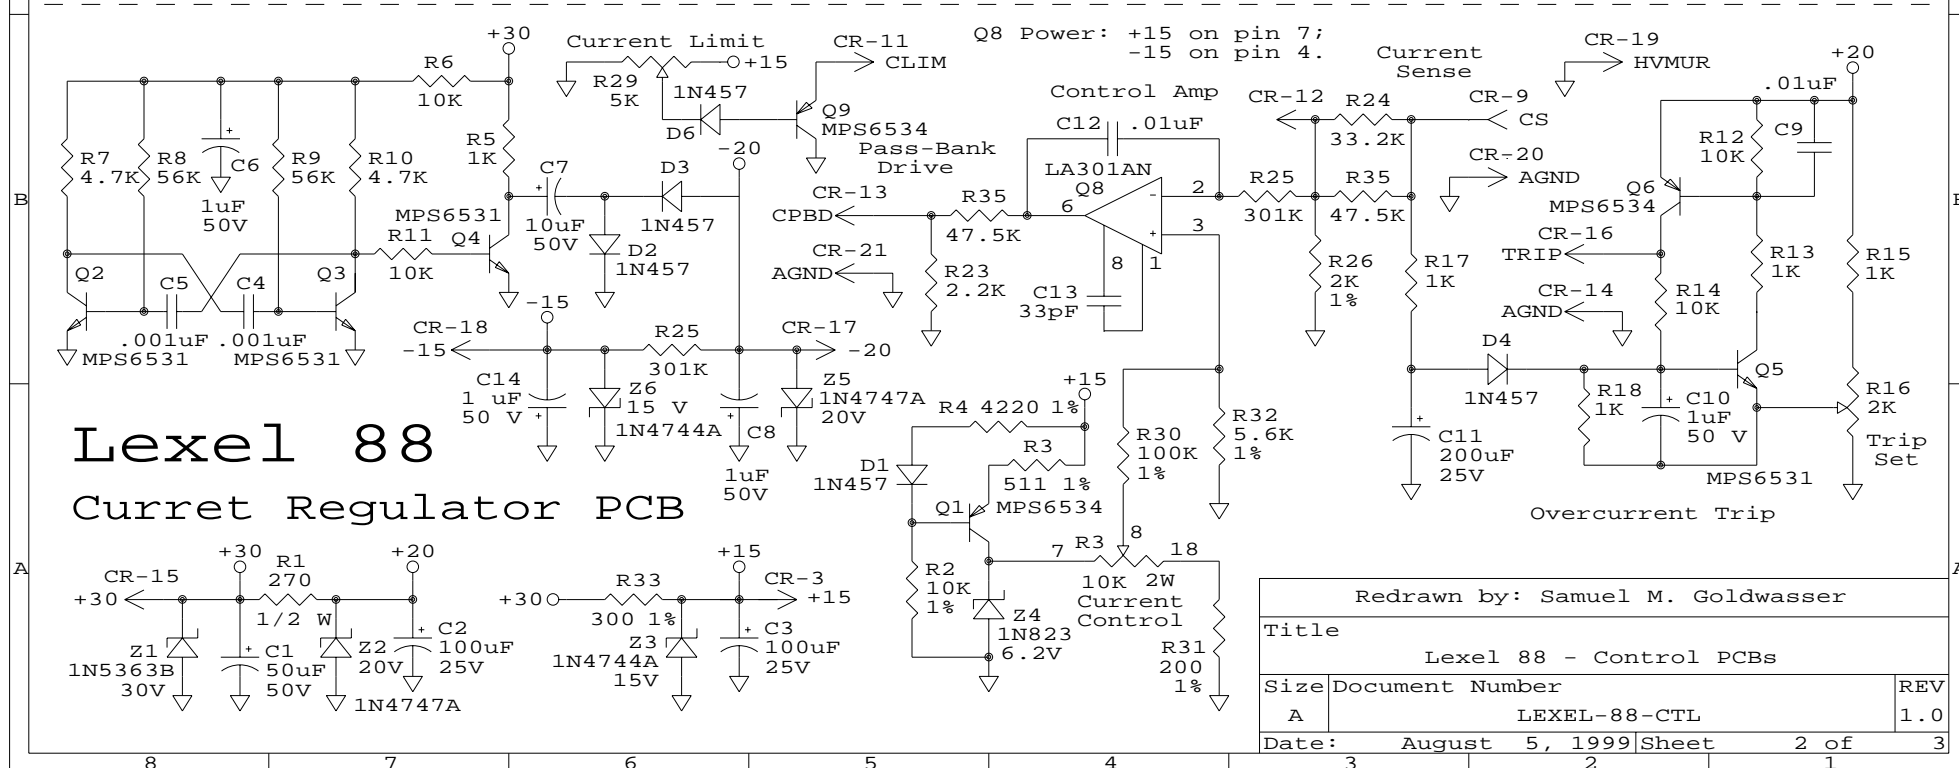 Q8 Power: +15 on pin 7;
-15 on pin 4.
+30
R6
10K
R7
4.7K
R8
56K
C6
1uF
50V
R9
56K
R10
4.7K
R5
1K
MPS6531
Q4
R11
10K
Q2
C5
.001uF
C4
.001uF
Q3
MPS6531
MPS6531
C7
10uF
50V
D3
1N457
D2
1N457
-20
Current Limit
R29
5K
+15
1N457
D6
CR-11
CLIM
Q9
MPS6534
Pass-Bank
Drive
CR-13
CPBD
CR-21
AGND
R35
47.5K
R23
2.2K
Control Amp
C12
.01uF
LA301AN
Q8
6
2
-
3
+
8
1
C13
33pF
CR-12
R24
33.2K
Current
Sense
CR-9
CS
R25
301K
R35
47.5K
R26
2K
1%
R17
1K
CR-20
AGND
CR-19
HVMUR
+20
.01uF
R12
10K
C9
Q6
MPS6534
CR-16
TRIP
R13
1K
R15
1K
CR-14
AGND
R14
10K
D4
1N457
R18
1K
C10
1uF
50 V
Q5
MPS6531
R16
2K
Trip
Set
C11
200uF
25V
Overcurrent Trip
-15
CR-18
-15
R25
301K
CR-17
-20
C14
1 uF
50 V
Z6
15 V
1N4744A
C8
1uF
50V
Z5
1N4747A
20V
+15
R4 4220 1%
R3
511 1%
D1
1N457
Q1
MPS6534
R2
10K
1%
Z4
1N823
6.2V
7
R3
8
18
10K 2W
Current
Control
R30
100K
1%
R32
5.6K
1%
R31
200
1%
Lexel 88
Curret Regulator PCB
CR-15
+30
+30
R1
270
1/2 W
+20
Z1
1N5363B
30V
C1
50uF
50V
Z2
20V
1N4747A
C2
100uF
25V
+30
R33
300 1%
+15
CR-3
+15
Z3
1N4744A
15V
C3
100uF
25V
Redrawn by: Samuel M. Goldwasser
Title
Lexel 88 - Control PCBs
Size
Document Number
REV
A
LEXEL-88-CTL
1.0
Date:
August 5, 1999
Sheet
2 of
3
B
A
8
7
6
5
4
3
2
1